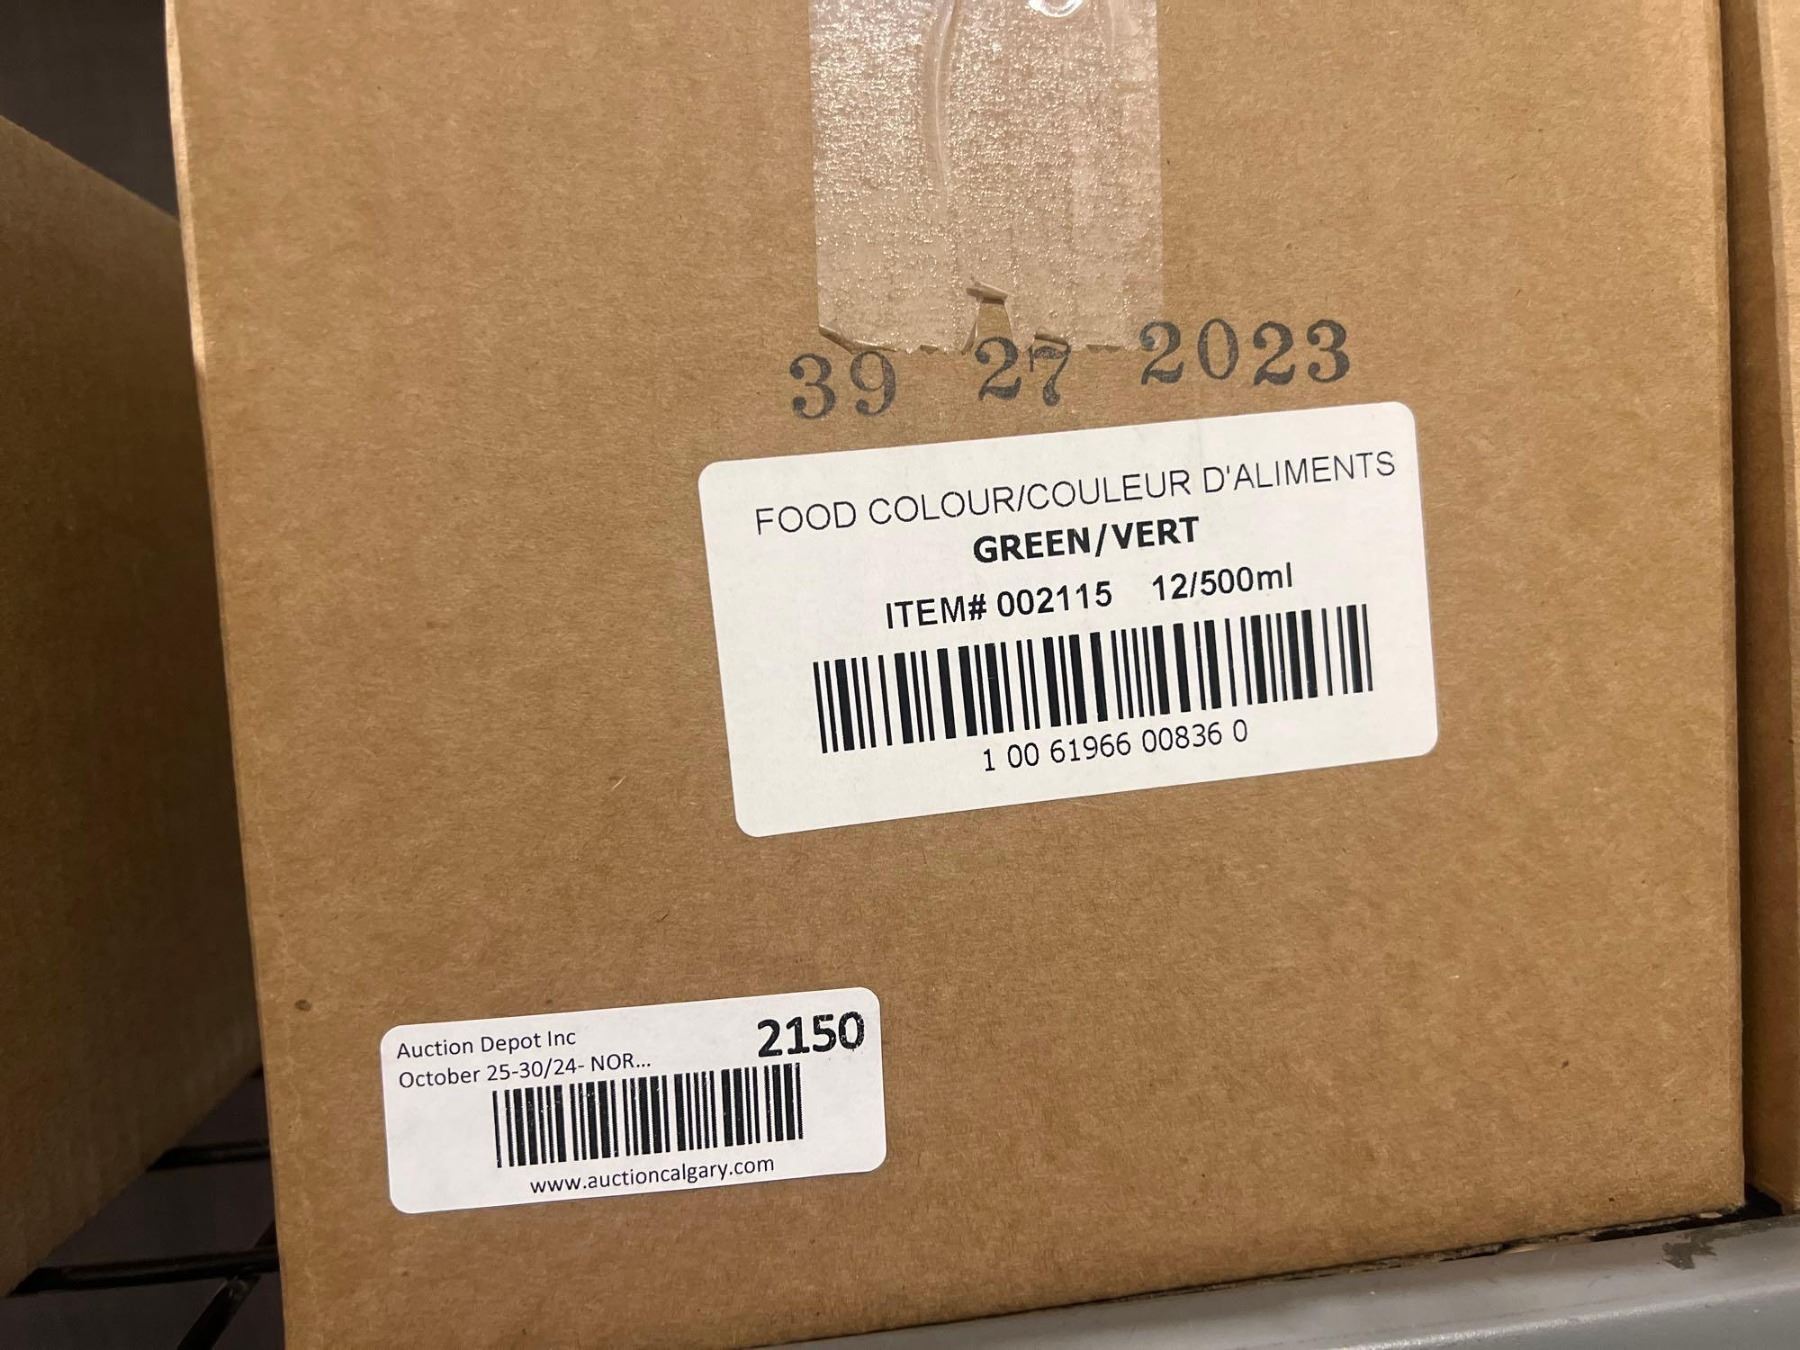 39 27 2023
FOOD COLOUR/COULEUR D'ALIMENTS
GREEN/VERT
ITEM# 002115 12/500ml
1 00 61966 00836 0
Auction Depot Inc 2150
October 25-30/24- NOR...
www.auctioncalgary.com